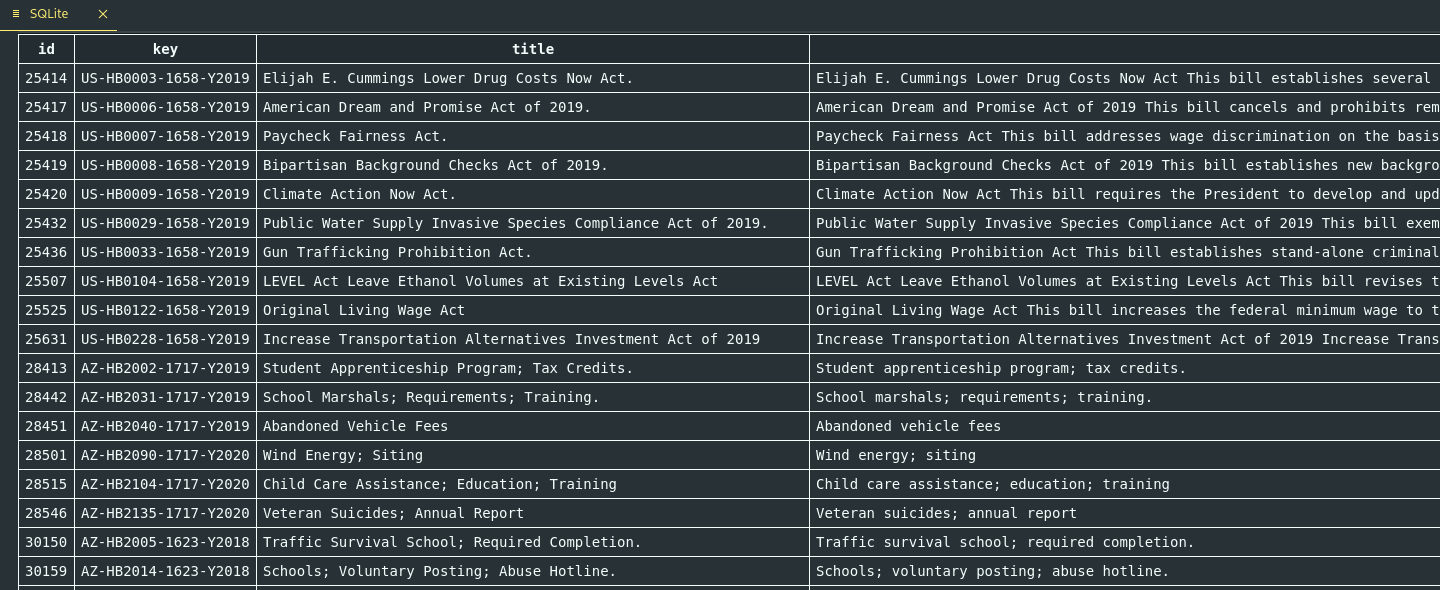 SQLite
id key title
25414 US-HB0003-1658-Y2019 Elijah E. Cummings Lower Drug Costs Now Act. Elijah E. Cummings Lower Drug Costs Now Act This bill establishes several
25417 US-HB0006-1658-Y2019 American Dream and Promise Act of 2019. American Dream and Promise Act of 2019 This bill cancels and prohibits rem
25418 US-HB0007-1658-Y2019 Paycheck Fairness Act. Paycheck Fairness Act This bill addresses wage discrimination on the basis
25419 US-HB0008-1658-Y2019 Bipartisan Background Checks Act of 2019. Bipartisan Background Checks Act of 2019 This bill establishes new backgro
25420 US-HB0009-1658-Y2019 Climate Action Now Act. Climate Action Now Act This bill requires the President to develop and upd
25432 US-HB0029-1658-Y2019 Public Water Supply Invasive Species Compliance Act of 2019. Public Water Supply Invasive Species Compliance Act of 2019 This bill exem
25436 US-HB0033-1658-Y2019 Gun Trafficking Prohibition Act. Gun Trafficking Prohibition Act This bill establishes stand-alone criminal
25507 US-HB0104-1658-Y2019 LEVEL Act Leave Ethanol Volumes at Existing Levels Act LEVEL Act Leave Ethanol Volumes at Existing Levels Act This bill revises t
25525 US-HB0122-1658-Y2019 Original Living Wage Act Original Living Wage Act This bill increases the federal minimum wage to t
25631 US-HB0228-1658-Y2019 Increase Transportation Alternatives Investment Act of 2019 Increase Transportation Alternatives Investment Act of 2019 Increase Trans
28413 AZ-HB2002-1717-Y2019 Student Apprenticeship Program; Tax Credits. Student apprenticeship program; tax credits.
28442 AZ-HB2031-1717-Y2019 School Marshals; Requirements; Training. School marshals; requirements; training.
28451 AZ-HB2040-1717-Y2019 Abandoned Vehicle Fees Abandoned vehicle fees
28501 AZ-HB2090-1717-Y2020 Wind Energy; Siting Wind energy; siting
28515 AZ-HB2104-1717-Y2020 Child Care Assistance; Education; Training Child care assistance; education; training
28546 AZ-HB2135-1717-Y2020 Veteran Suicides; Annual Report Veteran suicides; annual report
30150 AZ-HB2005-1623-Y2018 Traffic Survival School; Required Completion. Traffic survival school; required completion.
30159 AZ-HB2014-1623-Y2018 Schools; Voluntary Posting; Abuse Hotline. Schools; voluntary posting; abuse hotline.